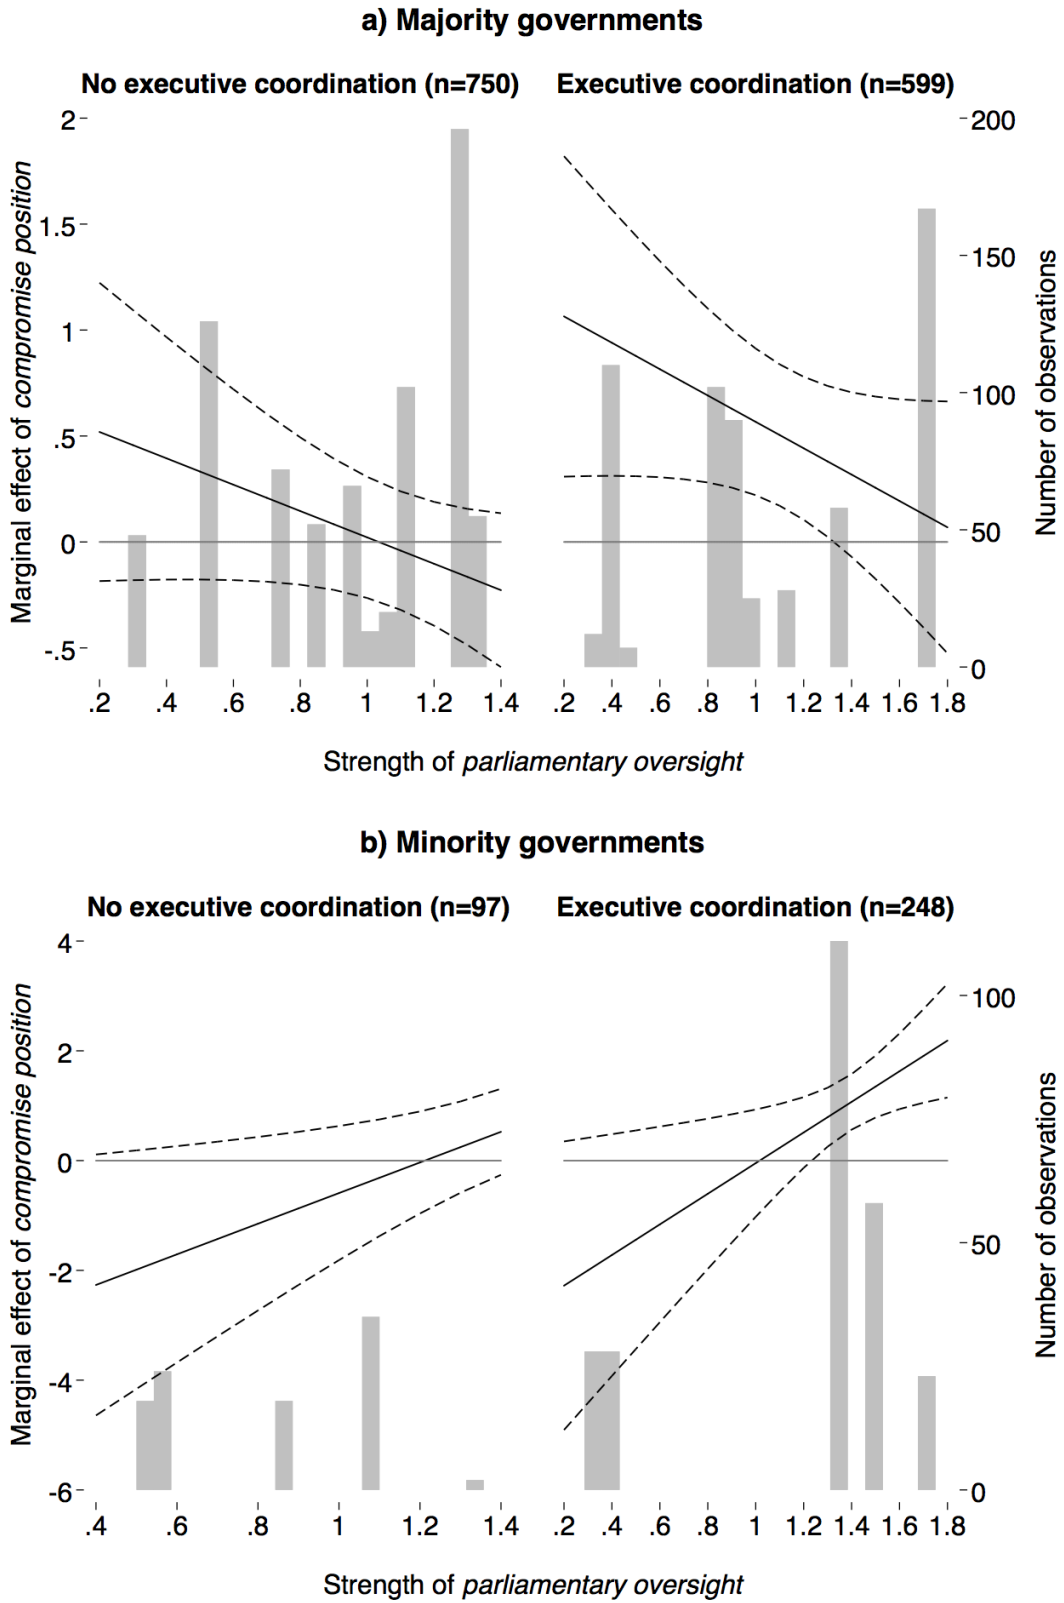 a) Majority governments
No executive coordination (n=750)
Executive coordination (n=599)
Marginal effect of compromise position
2
1.5
1
.5
0
-.5
200
150
100
50
0
Number of observations
.2 .4 .6 .8 1 1.2 1.4
.2 .4 .6 .8 1 1.2 1.4 1.6 1.8
Strength of parliamentary oversight
b) Minority governments
No executive coordination (n=97)
Executive coordination (n=248)
Marginal effect of compromise position
4
2
0
-2
-4
-6
100
50
0
Number of observations
.4 .6 .8 1 1.2 1.4
.2 .4 .6 .8 1 1.2 1.4 1.6 1.8
Strength of parliamentary oversight